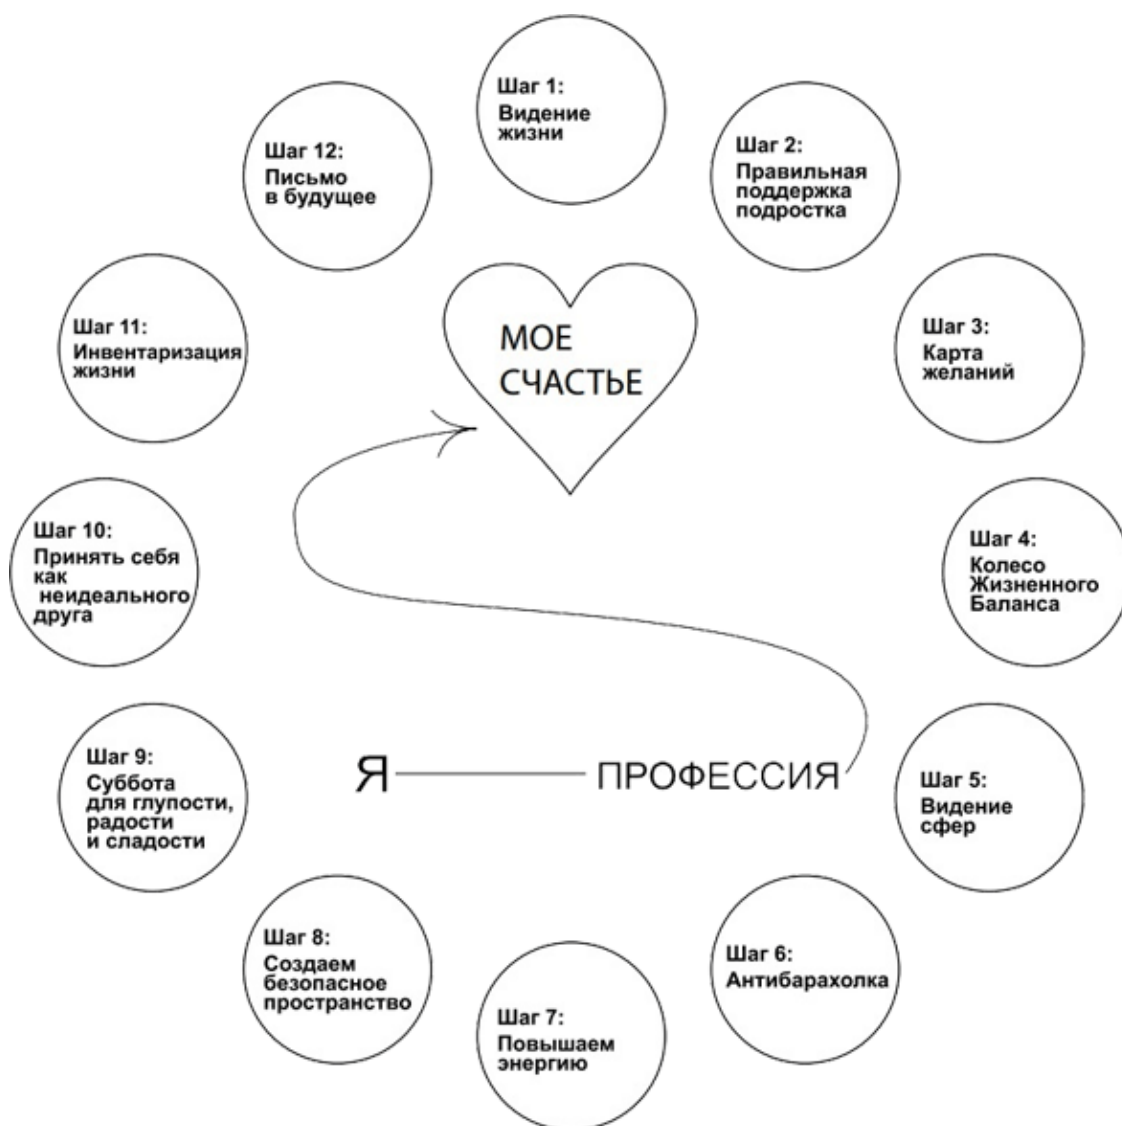 Шаг 1:
Видение
жизни
Шаг 2:
Правильная
поддержка
подростка
Шаг 3:
Карта
желаний
Шаг 4:
Колесо
Жизненного
Баланса
Шаг 5:
Видение
сфер
Шаг 6:
Антибарахолка
Шаг 7:
Повышаем
энергию
Шаг 8:
Создаем
безопасное
пространство
Шаг 9:
Суббота
для глупости,
радости
и сладости
Шаг 10:
Принять себя
как
неидеального
друга
Шаг 11:
Инвентаризация
жизни
Шаг 12:
Письмо
в будущее
МОЕ
СЧАСТЬЕ
Я ПРОФЕССИЯ